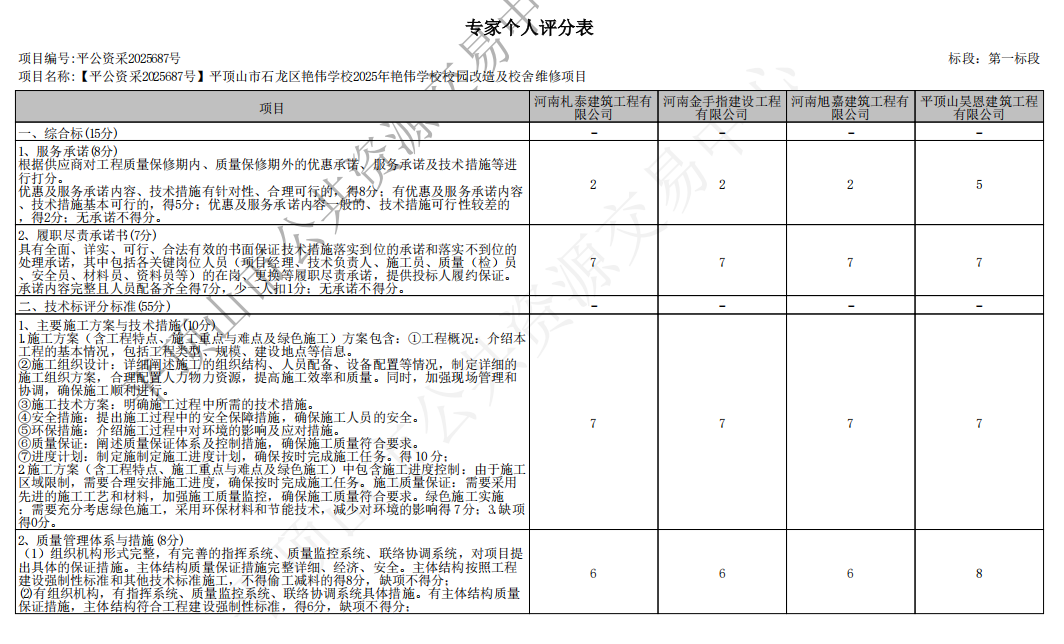 专家个人评分表
项目编号:平公资采2025687号
标段: 第一标段
项目名称:【平公资采2025687号】平顶山市石龙区艳伟学校2025年艳伟学校校园改造及校舍维修项目
项目
河南札泰建筑工程有限公司
河南金手指建设工程有限公司
河南旭嘉建筑工程有限公司
平顶山昊恩建筑工程有限公司
一、综合标(15分) - - - -
1、服务承诺(8分)
根据供应商对工程质量保修期内、质量保修期外的优惠承诺、服务承诺及技术措施等进
行打分。
优惠及服务承诺内容、技术措施有针对性、合理可行的，得8分；有优惠及服务承诺内容
、技术措施基本可行的，得5分；优惠及服务承诺内容一般的、技术措施可行性较差的
，得2分；无承诺不得分。
2 2 2 5
2、履职尽责承诺书(7分)
具有全面、详实、可行、合法有效的书面保证技术措施落实到位的承诺和落实不到位的
处理承诺，其中包括各关键岗位人员（项目经理、技术负责人、施工员、质量（检）员
、安全员、材料员、资料员等）的在岗、更换等履职尽责承诺，提供投标人履约保证。
承诺内容完整且人员配备齐全得7分，少一人扣1分；无承诺不得分。
7 7 7 7
二、技术标评分标准(55分) - - - -
1、主要施工方案与技术措施(10分)
1.施工方案（含工程特点、施工重点与难点及绿色施工）方案包含：①工程概况：介绍本
工程的基本情况，包括工程类型、规模、建设地点等信息。
②施工组织设计：详细阐述施工的组织结构、人员配备、设备配置等情况，制定详细的
施工组织方案，合理配置人力物力资源，提高施工效率和质量。同时，加强现场管理和
协调，确保施工顺利进行。
③施工技术方案：明确施工过程中所需的技术措施。
④安全措施：提出施工过程中的安全保障措施，确保施工人员的安全。
⑤环保措施：介绍施工过程中对环境的影响及应对措施。
⑥质量保证：阐述质量保证体系及控制措施，确保施工质量符合要求。
⑦进度计划：制定施制定施工进度计划，确保按时完成施工任务。得 10 分；
2.施工方案（含工程特点、施工重点与难点及绿色施工）中包含施工进度控制：由于施工
区域限制，需要合理安排施工进度，确保按时完成施工任务。施工质量保证：需要采用
先进的施工工艺和材料，加强施工质量监控，确保施工质量符合要求。绿色施工实施
：需要充分考虑绿色施工，采用环保材料和节能技术，减少对环境的影响得 7 分；3.缺项
得0分。
7 7 7 7
2、质量管理体系与措施(8分)
（1）组织机构形式完整，有完善的指挥系统、质量监控系统、联络协调系统，对项目提
出具体的保证措施。主体结构质量保证措施完整详细、经济、安全。主体结构按照工程
建设强制性标准和其他技术标准施工，不得偷工减料的得8分，缺项不得分；
(2)有组织机构，有指挥系统、质量监控系统、联络协调系统具体措施。有主体结构质量
保证措施，主体结构符合工程建设强制性标准，得6分，缺项不得分；
6 6 6 8